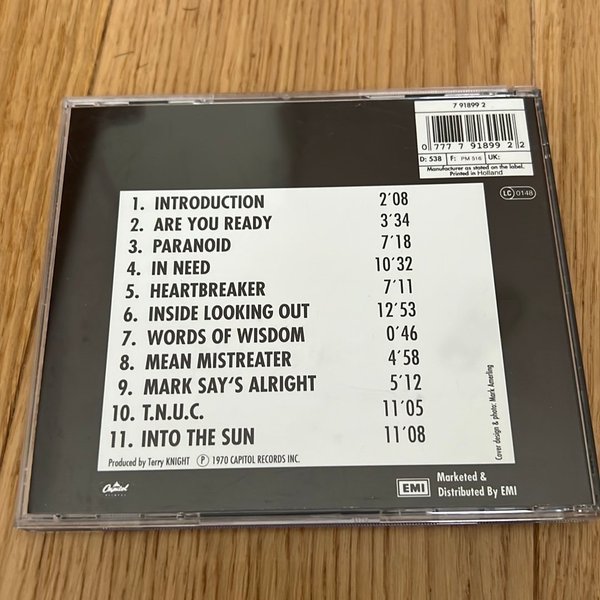 7 91899 2
0 777 7 91899 2 2
D: 538 F: PM 516 UK:
Manufacturer as stated on the label.
Printed in Holland
LC 0148
1. INTRODUCTION 2'08
2. ARE YOU READY 3'34
3. PARANOID 7'18
4. IN NEED 10'32
5. HEARTBREAKER 7'11
6. INSIDE LOOKING OUT 12'53
7. WORDS OF WISDOM 0'46
8. MEAN MISTREATER 4'58
9. MARK SAY'S ALRIGHT 5'12
10. T.N.U.C. 11'05
11. INTO THE SUN 11'08
Produced by Terry KNIGHT Ⓟ 1970 CAPITOL RECORDS INC.
Cover design & photo: Mark Amerling
Capitol
EMI
Marketed &
Distributed By EMI